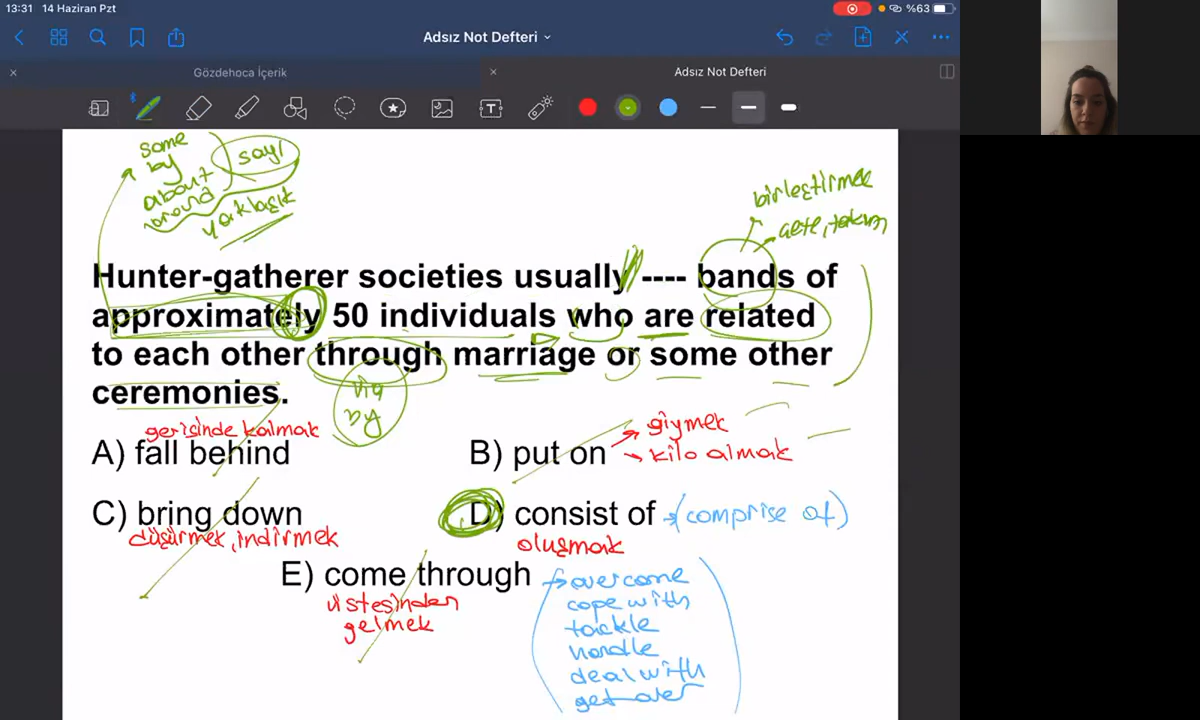 13:31 14 Haziran Pzt
%63
Adsız Not Defteri
Gözdehoca İçerik
Adsız Not Defteri
some
by
about
around
sayı
yaklaşık
birleştirmek
çete, takım
Hunter-gatherer societies usually ---- bands of
approximately 50 individuals who are related
to each other through marriage or some other
ceremonies.
via
by
gerisinde kalmak
A) fall behind
B) put on
giymek
kilo almak
C) bring down
düşürmek, indirmek
D) consist of
(comprise of)
oluşmak
E) come through
üstesinden
gelmek
overcome
cope with
tackle
handle
deal with
get over